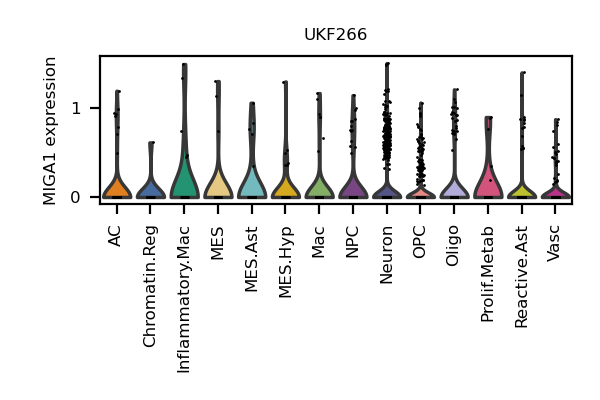 UKF266
MIGA1 expression
1
0
AC
Chromatin.Reg
Inflammatory.Mac
MES
MES.Ast
MES.Hyp
Mac
NPC
Neuron
OPC
Oligo
Prolif.Metab
Reactive.Ast
Vasc